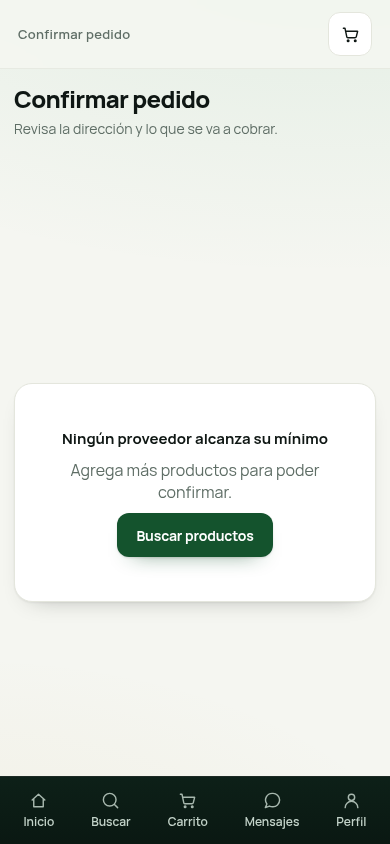 Confirmar pedido
Confirmar pedido
Revisa la dirección y lo que se va a cobrar.
Ningún proveedor alcanza su mínimo
Agrega más productos para poder
confirmar.
Buscar productos
Inicio
Buscar
Carrito
Mensajes
Perfil